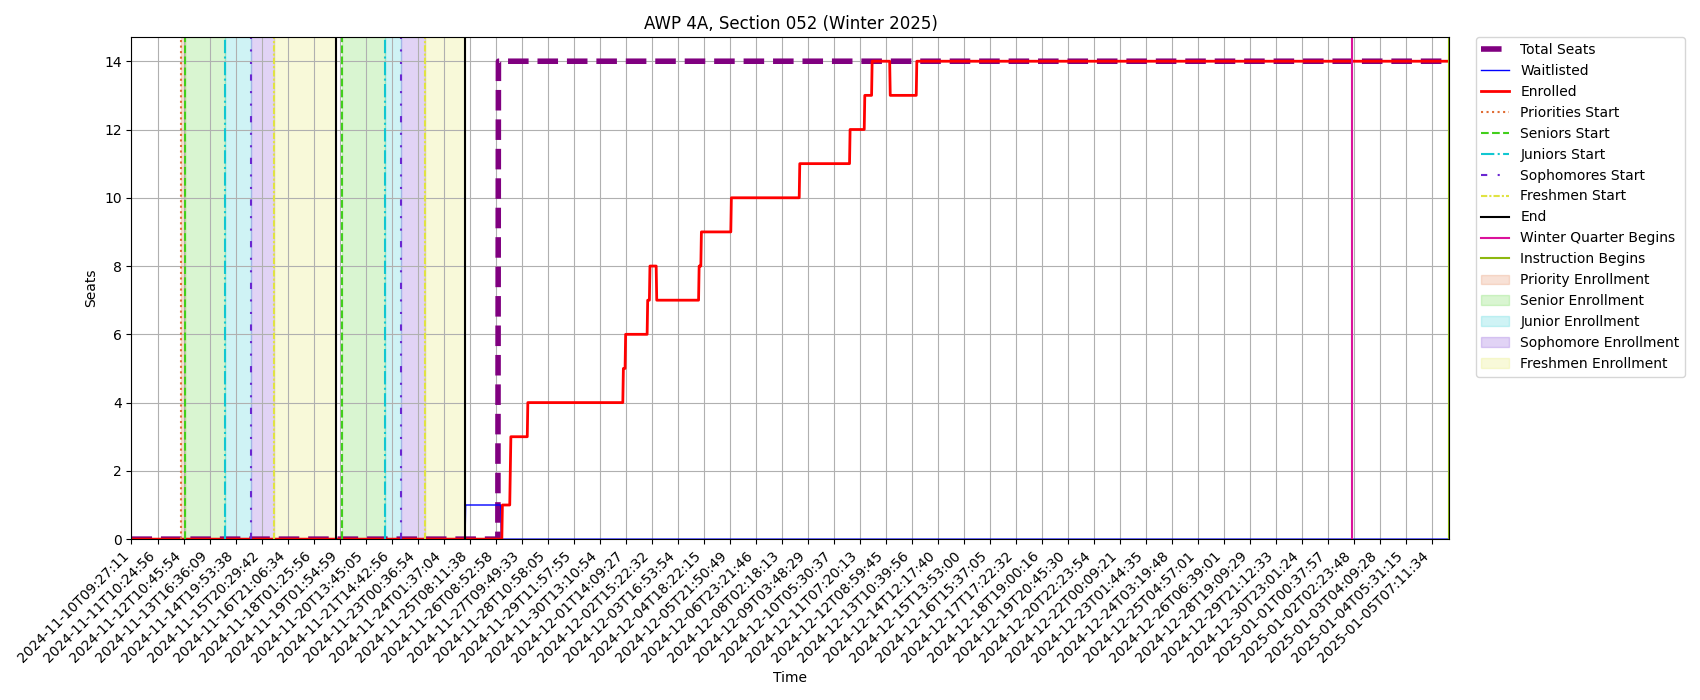 AWP 4A, Section 052 (Winter 2025)
Seats
14
12
10
8
6
4
2
0
2024-11-10T09:27:11
2024-11-11T10:24:56
2024-11-12T10:45:54
2024-11-13T16:36:09
2024-11-14T19:53:38
2024-11-15T20:29:42
2024-11-16T21:06:34
2024-11-18T01:25:56
2024-11-19T01:54:59
2024-11-20T13:45:05
2024-11-21T14:42:56
2024-11-23T00:36:54
2024-11-24T01:37:04
2024-11-25T08:11:38
2024-11-26T08:52:58
2024-11-27T09:49:33
2024-11-28T10:58:05
2024-11-29T11:57:55
2024-11-30T13:10:54
2024-12-01T14:09:27
2024-12-02T15:22:32
2024-12-03T16:53:54
2024-12-04T18:22:15
2024-12-05T21:50:49
2024-12-06T23:21:46
2024-12-08T02:18:13
2024-12-09T03:48:29
2024-12-10T05:30:37
2024-12-11T07:20:13
2024-12-12T08:59:45
2024-12-13T10:39:56
2024-12-14T12:17:40
2024-12-15T13:53:00
2024-12-16T15:37:05
2024-12-17T17:22:32
2024-12-18T19:00:16
2024-12-19T20:45:30
2024-12-20T22:23:54
2024-12-22T00:09:21
2024-12-23T01:44:35
2024-12-24T03:19:48
2024-12-25T04:57:01
2024-12-26T06:39:01
2024-12-28T19:09:29
2024-12-29T21:12:33
2024-12-30T23:01:24
2025-01-01T00:37:57
2025-01-02T02:23:48
2025-01-03T04:09:28
2025-01-04T05:31:15
2025-01-05T07:11:34
Time
Total Seats
Waitlisted
Enrolled
Priorities Start
Seniors Start
Juniors Start
Sophomores Start
Freshmen Start
End
Winter Quarter Begins
Instruction Begins
Priority Enrollment
Senior Enrollment
Junior Enrollment
Sophomore Enrollment
Freshmen Enrollment